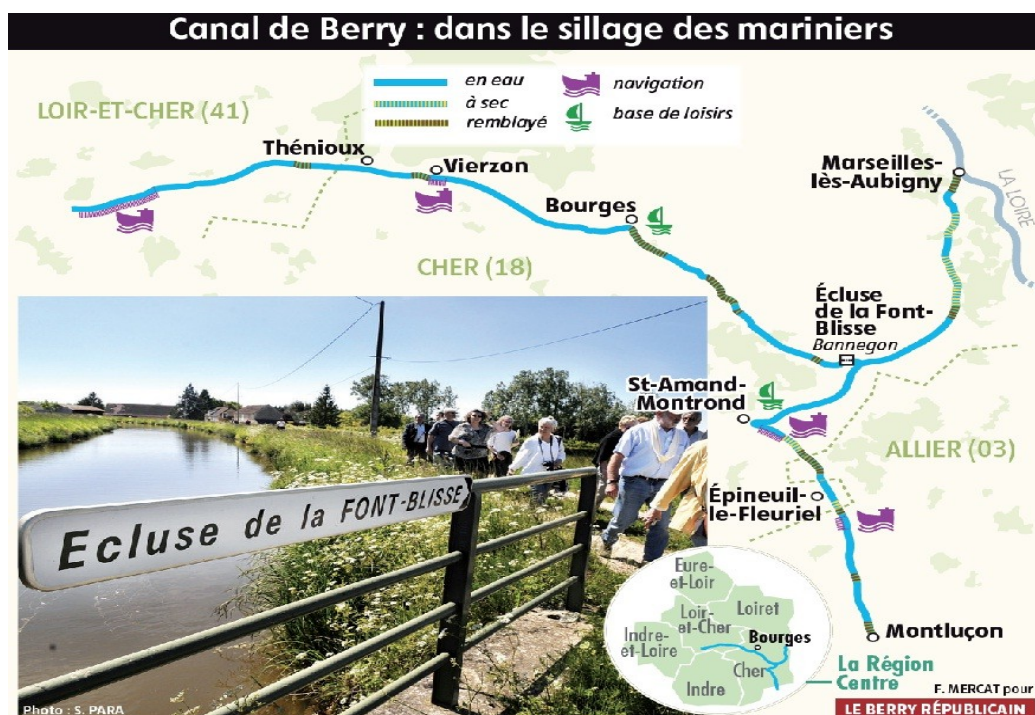 Canal de Berry : dans le sillage des mariniers
en eau
à sec
remblayé
navigation
base de loisirs
LOIR-ET-CHER (41)
Thénioux
Vierzon
Bourges
Marseilles-
lès-Aubigny
LA LOIRE
CHER (18)
Écluse
de la Font-
Blisse
Bannegon
St-Amand-
Montrond
ALLIER (03)
Épineuil-
le-Fleuriel
Montluçon
Ecluse de la FONT-BLISSE
Eure-
et-Loir
Loir-
et-Cher
Loiret
Indre-
et-Loire
Bourges
Cher
Indre
La Région
Centre
Photo : S. PARA
F. MERCAT pour
LE BERRY RÉPUBLICAIN